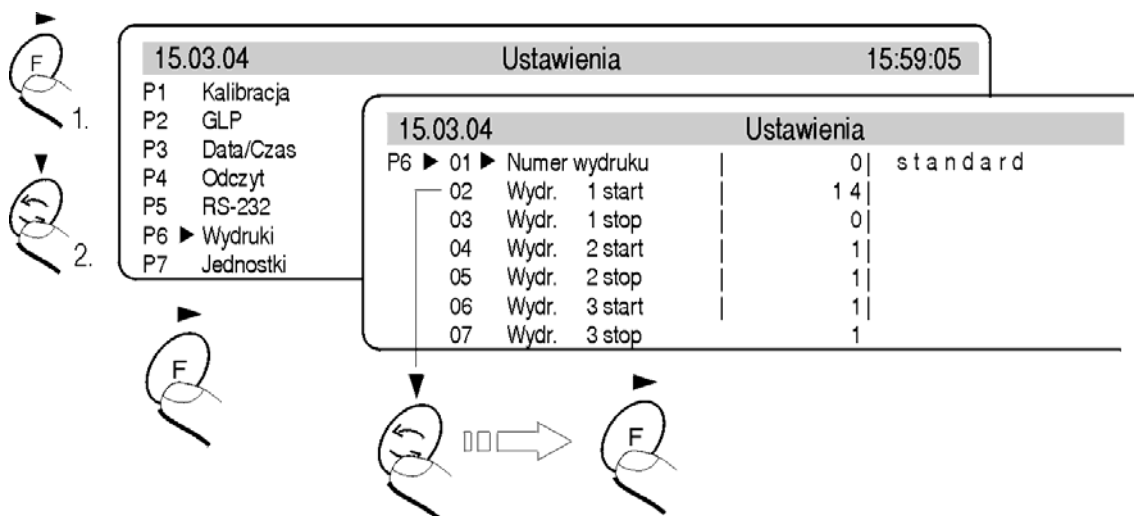 F
1.
2.
15.03.04 Ustawienia 15:59:05
P1 Kalibracja
P2 GLP
P3 Data/Czas
P4 Odczyt
P5 RS-232
P6 ► Wydruki
P7 Jednostki
15.03.04 Ustawienia
P6 ► 01 ► Numer wydruku | 0| standard
02 Wydr. 1 start | 14|
03 Wydr. 1 stop | 0|
04 Wydr. 2 start | 1|
05 Wydr. 2 stop | 1|
06 Wydr. 3 start | 1|
07 Wydr. 3 stop 1
F
F